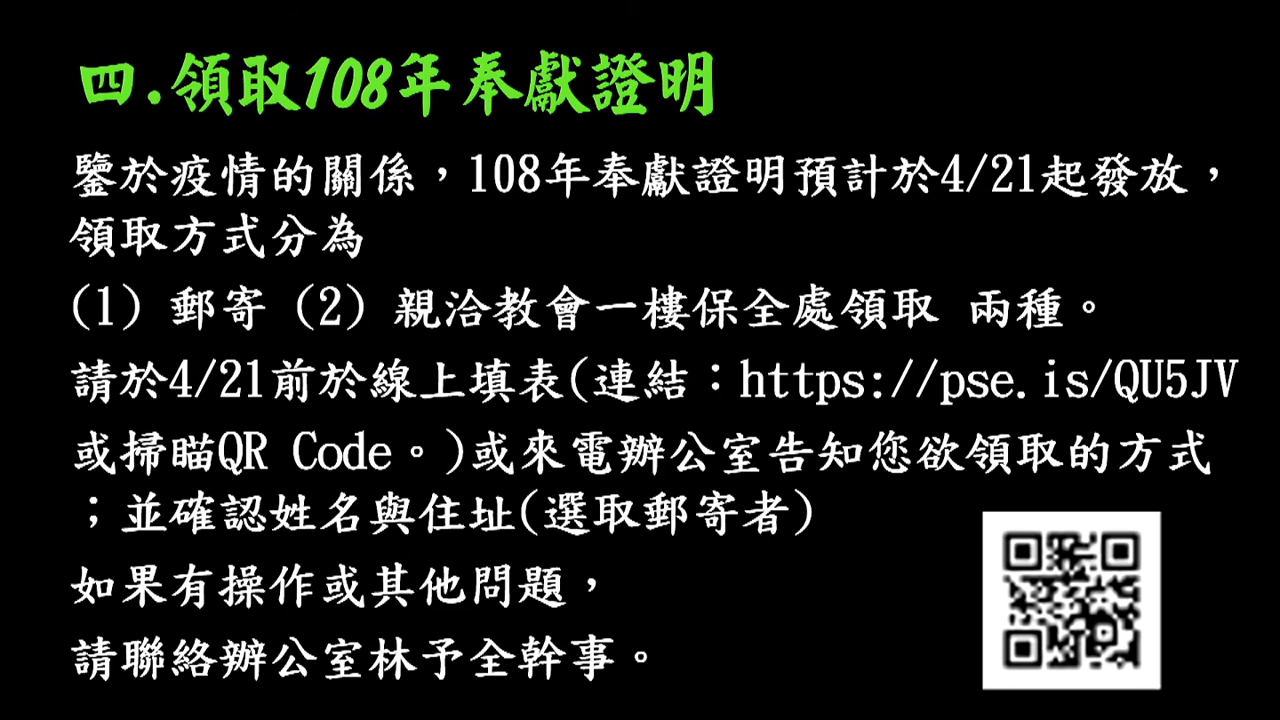 四.領取108年奉獻證明
鑒於疫情的關係，108年奉獻證明預計於4/21起發放，
領取方式分為
(1) 郵寄 (2) 親洽教會一樓保全處領取 兩種。
請於4/21前於線上填表(連結：https://pse.is/QU5JV
或掃瞄QR Code。)或來電辦公室告知您欲領取的方式
；並確認姓名與住址(選取郵寄者)
如果有操作或其他問題，
請聯絡辦公室林予全幹事。